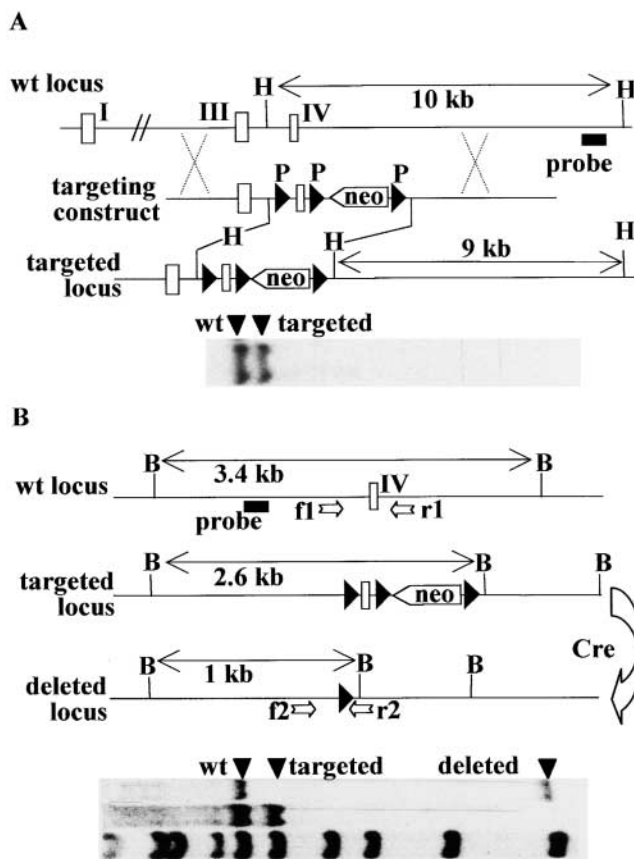 A
wt locus
I
III
H
IV
10 kb
H
probe
targeting construct
P
P
neo
P
H
H
targeted locus
neo
9 kb
H
wt
targeted
B
B
3.4 kb
B
wt locus
IV
probe
f1
r1
B
2.6 kb
B
B
targeted locus
neo
Cre
B
1 kb
B
B
deleted locus
f2
r2
wt
targeted
deleted